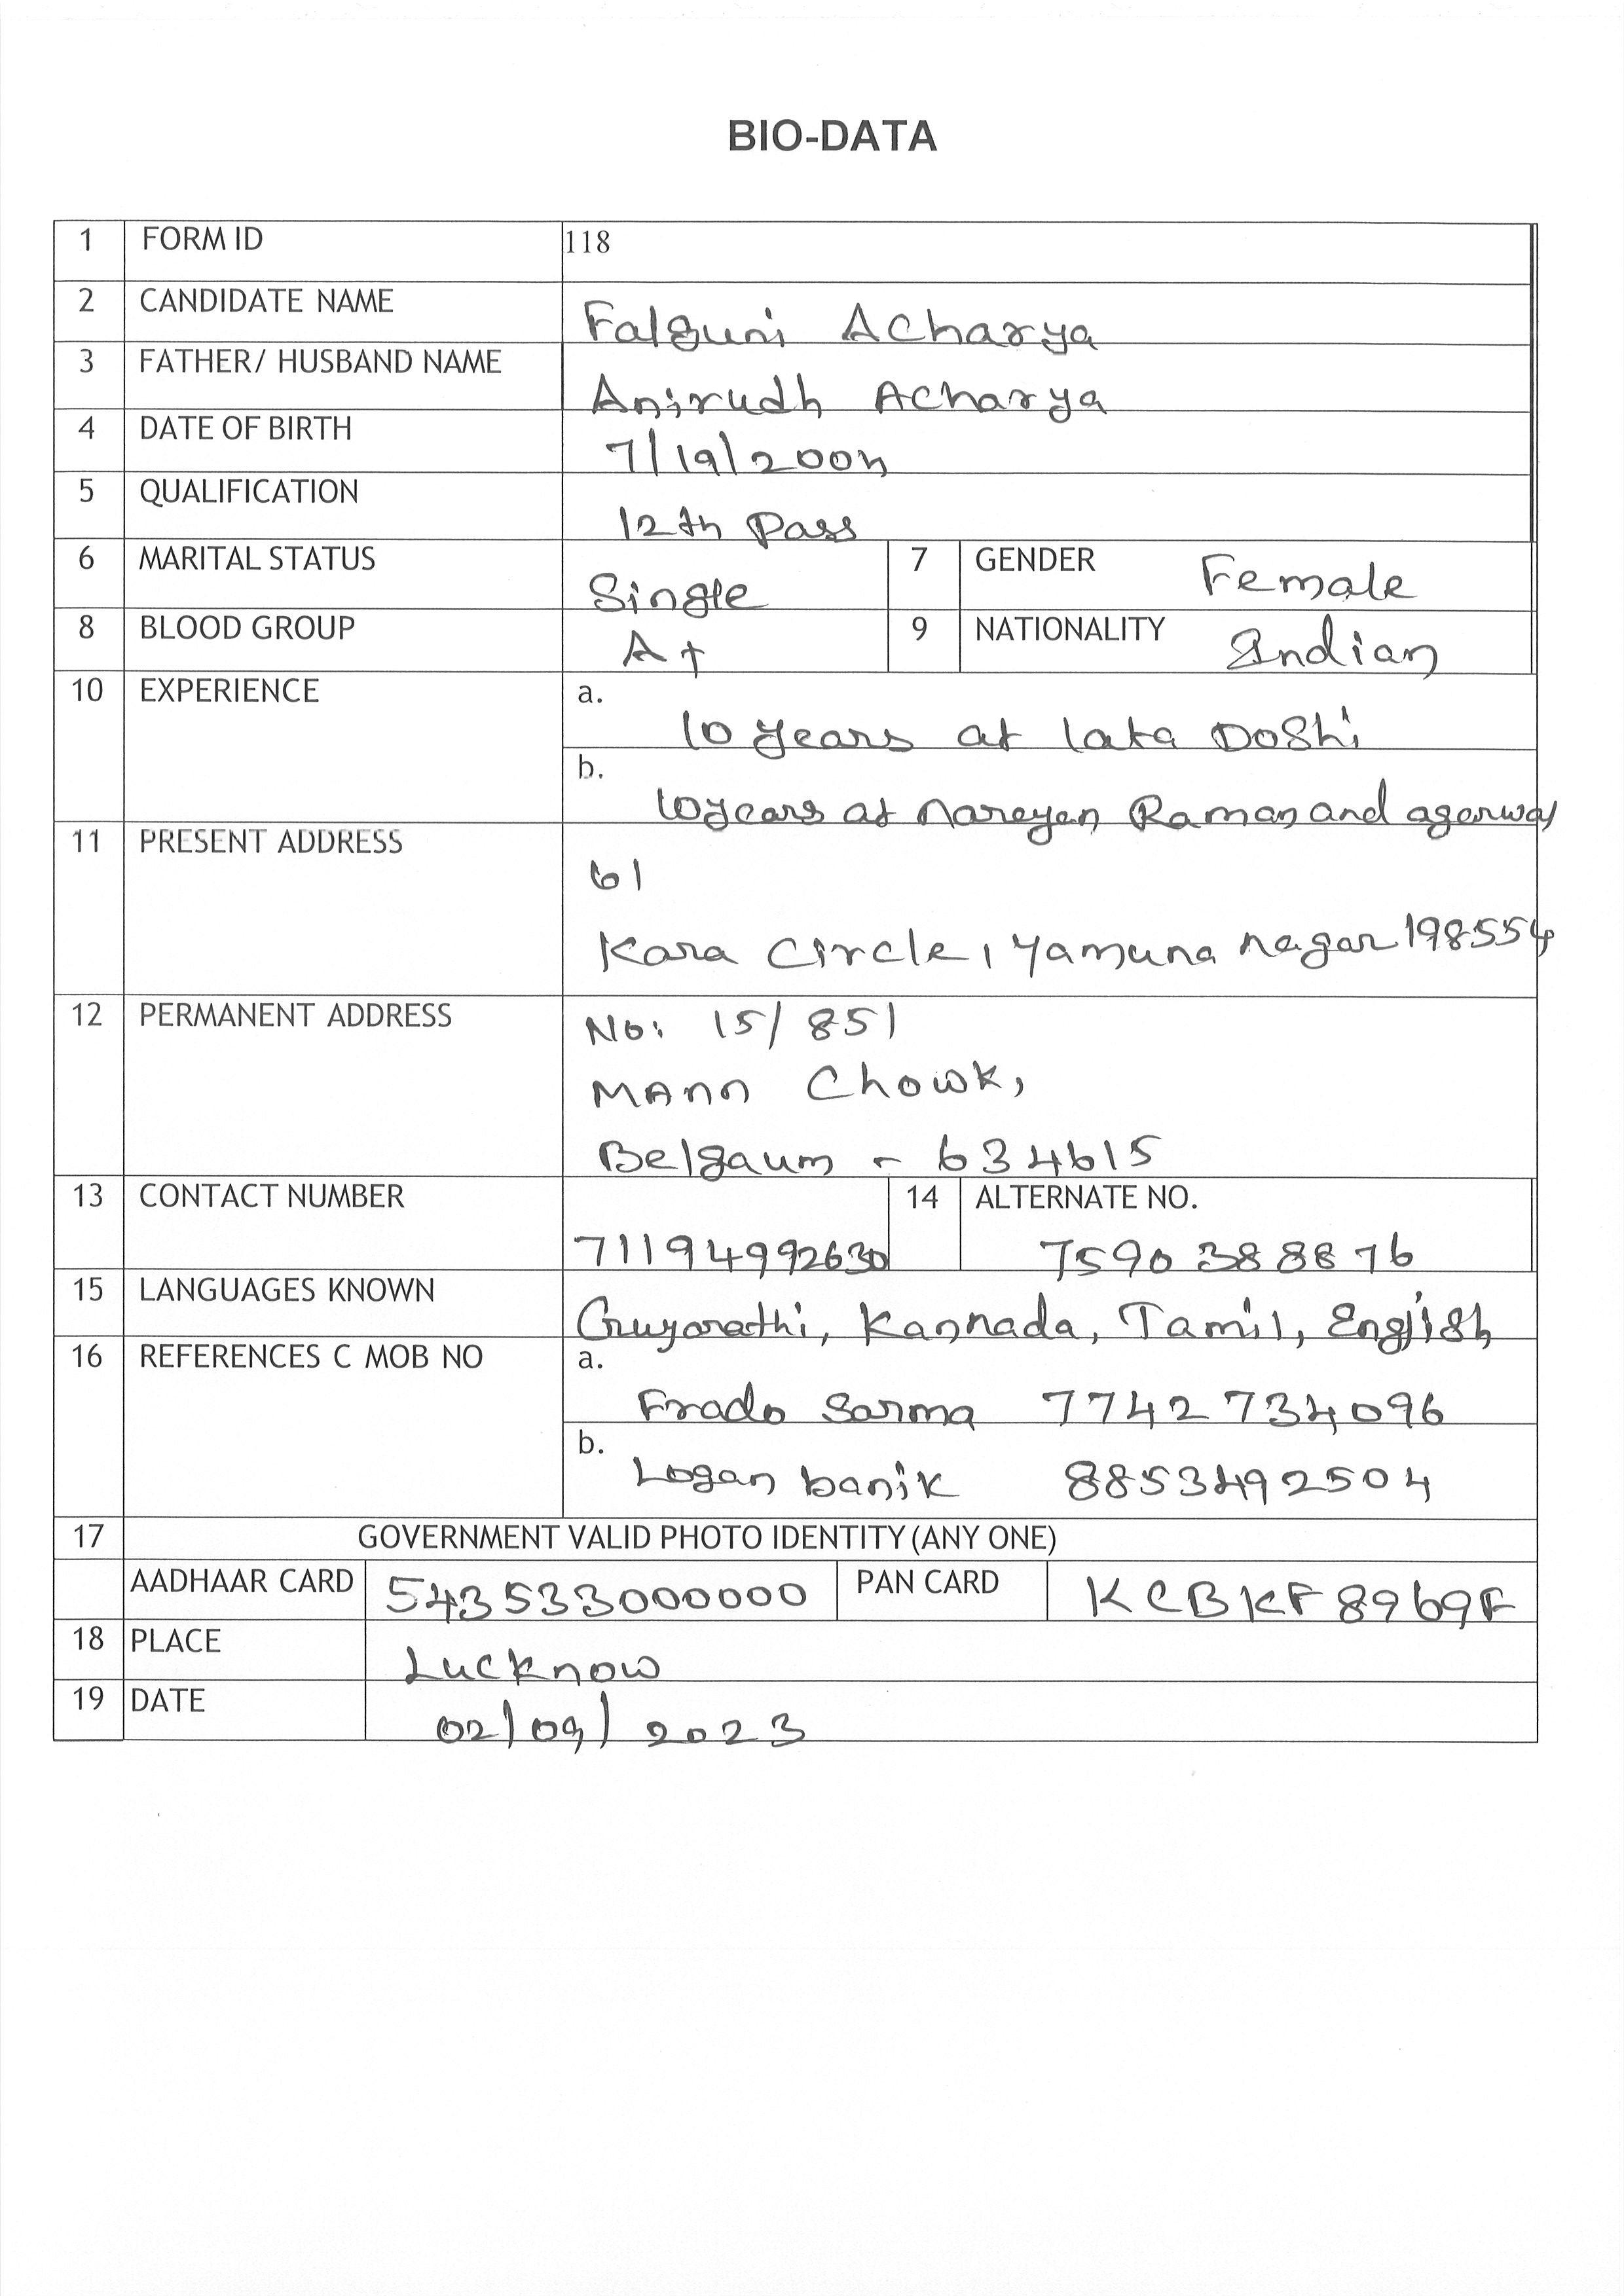 BIO-DATA
1 FORM ID 118
2 CANDIDATE NAME Falguni Acharya
3 FATHER/ HUSBAND NAME Anirudh Acharya
4 DATE OF BIRTH 7/19/2004
5 QUALIFICATION 12th Pass
6 MARITAL STATUS Single 7 GENDER Female
8 BLOOD GROUP A+ 9 NATIONALITY Indian
10 EXPERIENCE a. 10 years at lata Doshi
b. 10 years at Narayan Raman and agarwal
11 PRESENT ADDRESS 61
Kara Circle, Yamuna nagar 198554
12 PERMANENT ADDRESS No: 15/851
Mann Chowk,
Belgaum - 634615
13 CONTACT NUMBER 71194992630 14 ALTERNATE NO. 7590388876
15 LANGUAGES KNOWN Gujarathi, Kannada, Tamil, English
16 REFERENCES C MOB NO a. Frado Sarma 7742734096
b. Logan banik 8853492504
17 GOVERNMENT VALID PHOTO IDENTITY (ANY ONE)
AADHAAR CARD 543533000000 PAN CARD KCBKF8969F
18 PLACE Lucknow
19 DATE 02/09/2023